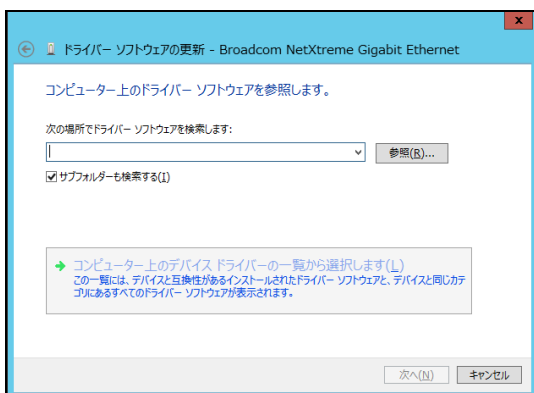 x
ドライバー ソフトウェアの更新 - Broadcom NetXtreme Gigabit Ethernet
コンピューター上のドライバー ソフトウェアを参照します。
次の場所でドライバー ソフトウェアを検索します:
参照(R)...
サブフォルダーも検索する(I)
コンピューター上のデバイス ドライバーの一覧から選択します(L)
この一覧には、デバイスと互換性があるインストールされたドライバー ソフトウェアと、デバイスと同じカテ
ゴリにあるすべてのドライバー ソフトウェアが表示されます。
次へ(N)
キャンセル